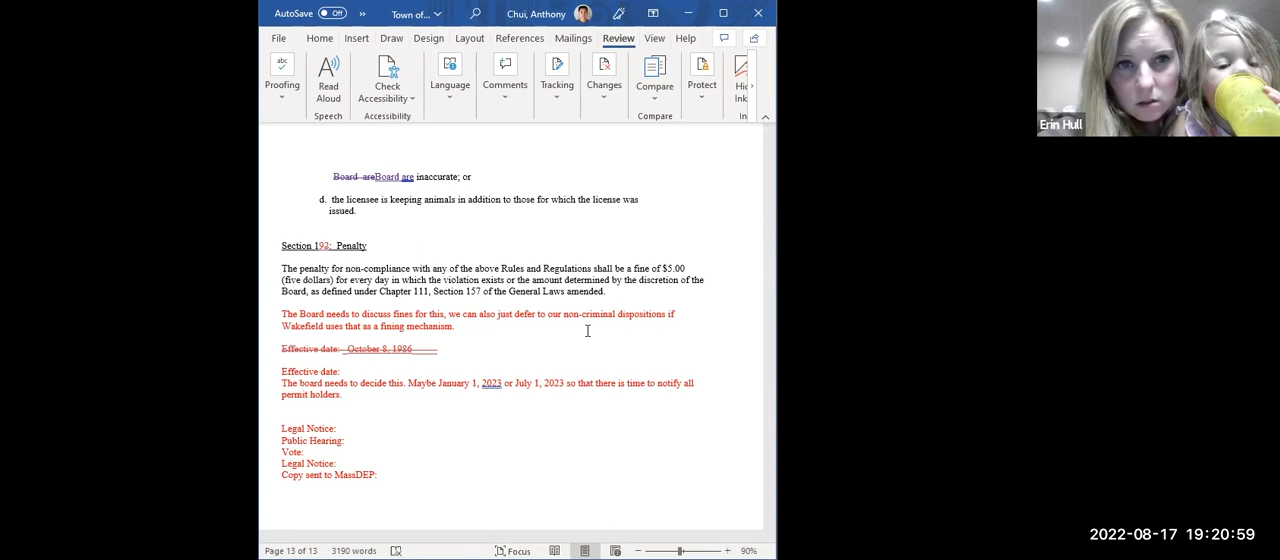 AutoSave Off » Town of... Chui, Anthony
File Home Insert Draw Design Layout References Mailings Review View Help
abc Proofing Read Aloud Check Accessibility Language Comments Tracking Changes Compare Protect Hid Ink
Speech Accessibility Compare In
Board areBoard are inaccurate; or
d. the licensee is keeping animals in addition to those for which the license was
issued.
Section 192: Penalty
The penalty for non-compliance with any of the above Rules and Regulations shall be a fine of $5.00
(five dollars) for every day in which the violation exists or the amount determined by the discretion of the
Board, as defined under Chapter 111, Section 157 of the General Laws amended.
The Board needs to discuss fines for this, we can also just defer to our non-criminal dispositions if
Wakefield uses that as a fining mechanism.
Effective date: _October 8, 1986_____
Effective date:
The board needs to decide this. Maybe January 1, 2023 or July 1, 2023 so that there is time to notify all
permit holders.
Legal Notice:
Public Hearing:
Vote:
Legal Notice:
Copy sent to MassDEP:
Page 13 of 13 3190 words Focus 90%
Erin Hull
2022-08-17 19:20:59